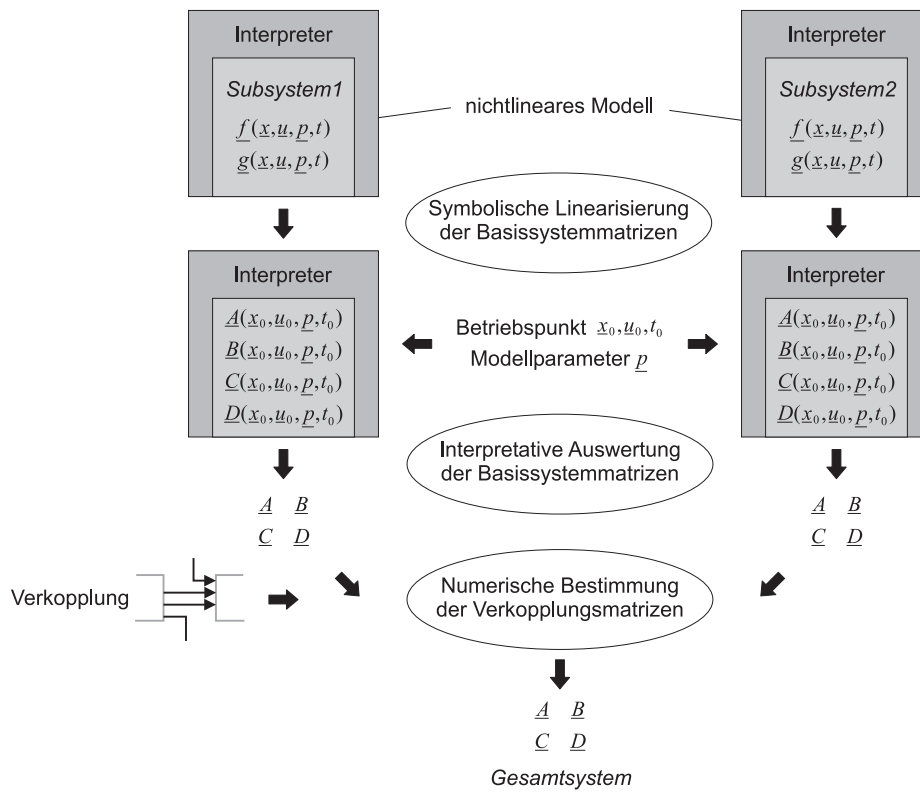 Interpreter
Subsystem1
f(x,u,p,t)
g(x,u,p,t)
nichtlineares Modell
Interpreter
Subsystem2
f(x,u,p,t)
g(x,u,p,t)
Symbolische Linearisierung
der Basissystemmatrizen
Interpreter
A(x₀,u₀,p,t₀)
B(x₀,u₀,p,t₀)
C(x₀,u₀,p,t₀)
D(x₀,u₀,p,t₀)
Betriebspunkt x₀,u₀,t₀
Modellparameter p
Interpreter
A(x₀,u₀,p,t₀)
B(x₀,u₀,p,t₀)
C(x₀,u₀,p,t₀)
D(x₀,u₀,p,t₀)
Interpretative Auswertung
der Basissystemmatrizen
A B
C D
A B
C D
Verkopplung
Numerische Bestimmung
der Verkopplungsmatrizen
A B
C D
Gesamtsystem